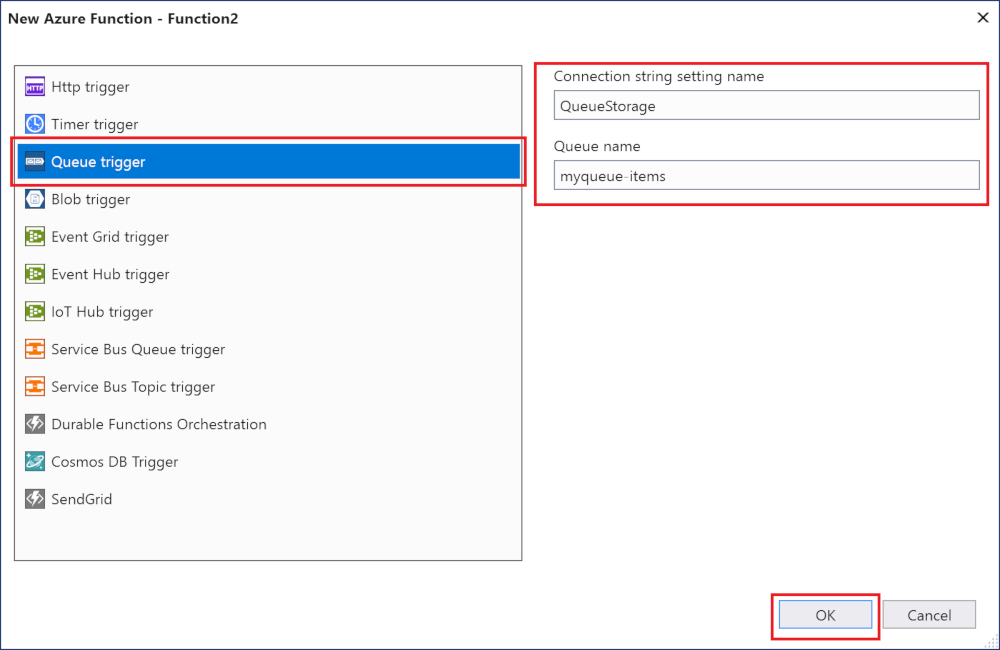 New Azure Function - Function2
HTTP
Http trigger
Timer trigger
Queue trigger
Blob trigger
Event Grid trigger
Event Hub trigger
IoT Hub trigger
Service Bus Queue trigger
Service Bus Topic trigger
Durable Functions Orchestration
Cosmos DB Trigger
SendGrid
Connection string setting name
QueueStorage
Queue name
myqueue-items
OK
Cancel